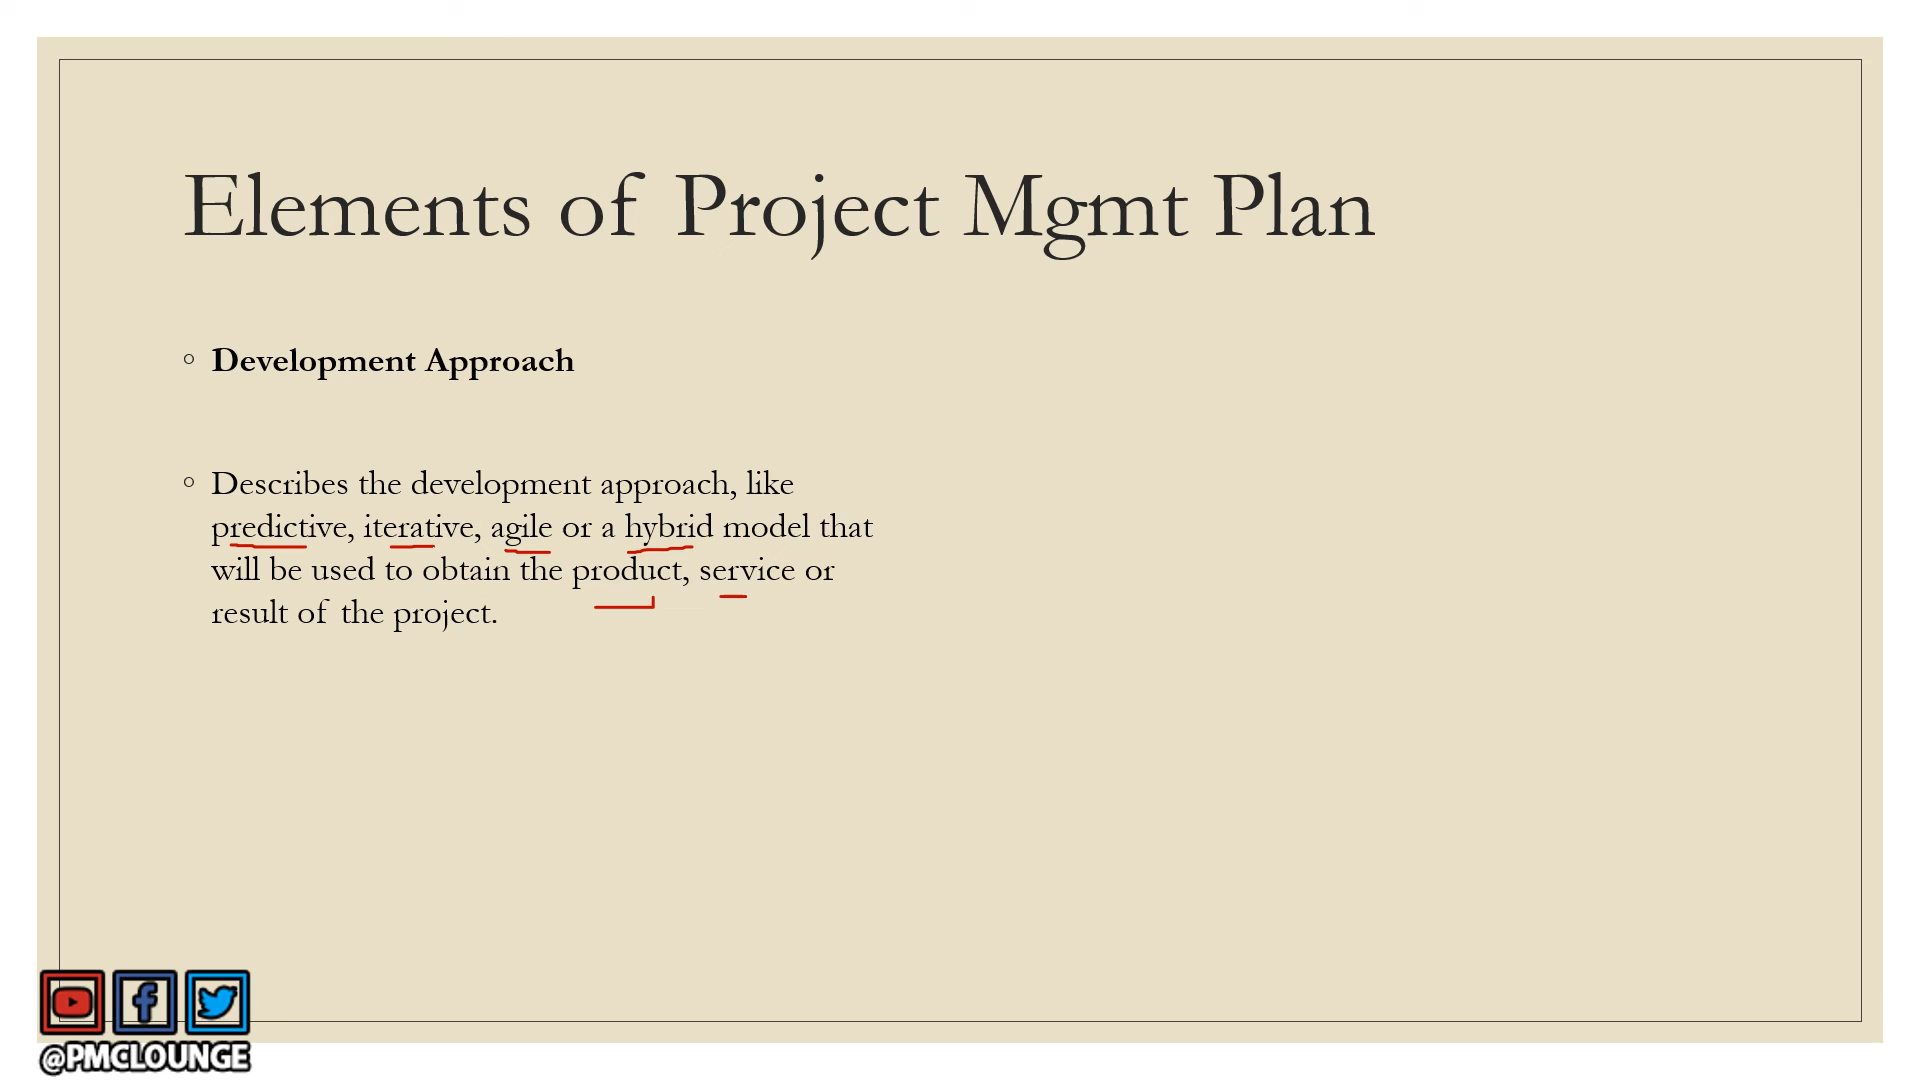 Elements of Project Mgmt Plan
Development Approach
Describes the development approach, like
predictive, iterative, agile or a hybrid model that
will be used to obtain the product, service or
result of the project.
@PMCLOUNGE